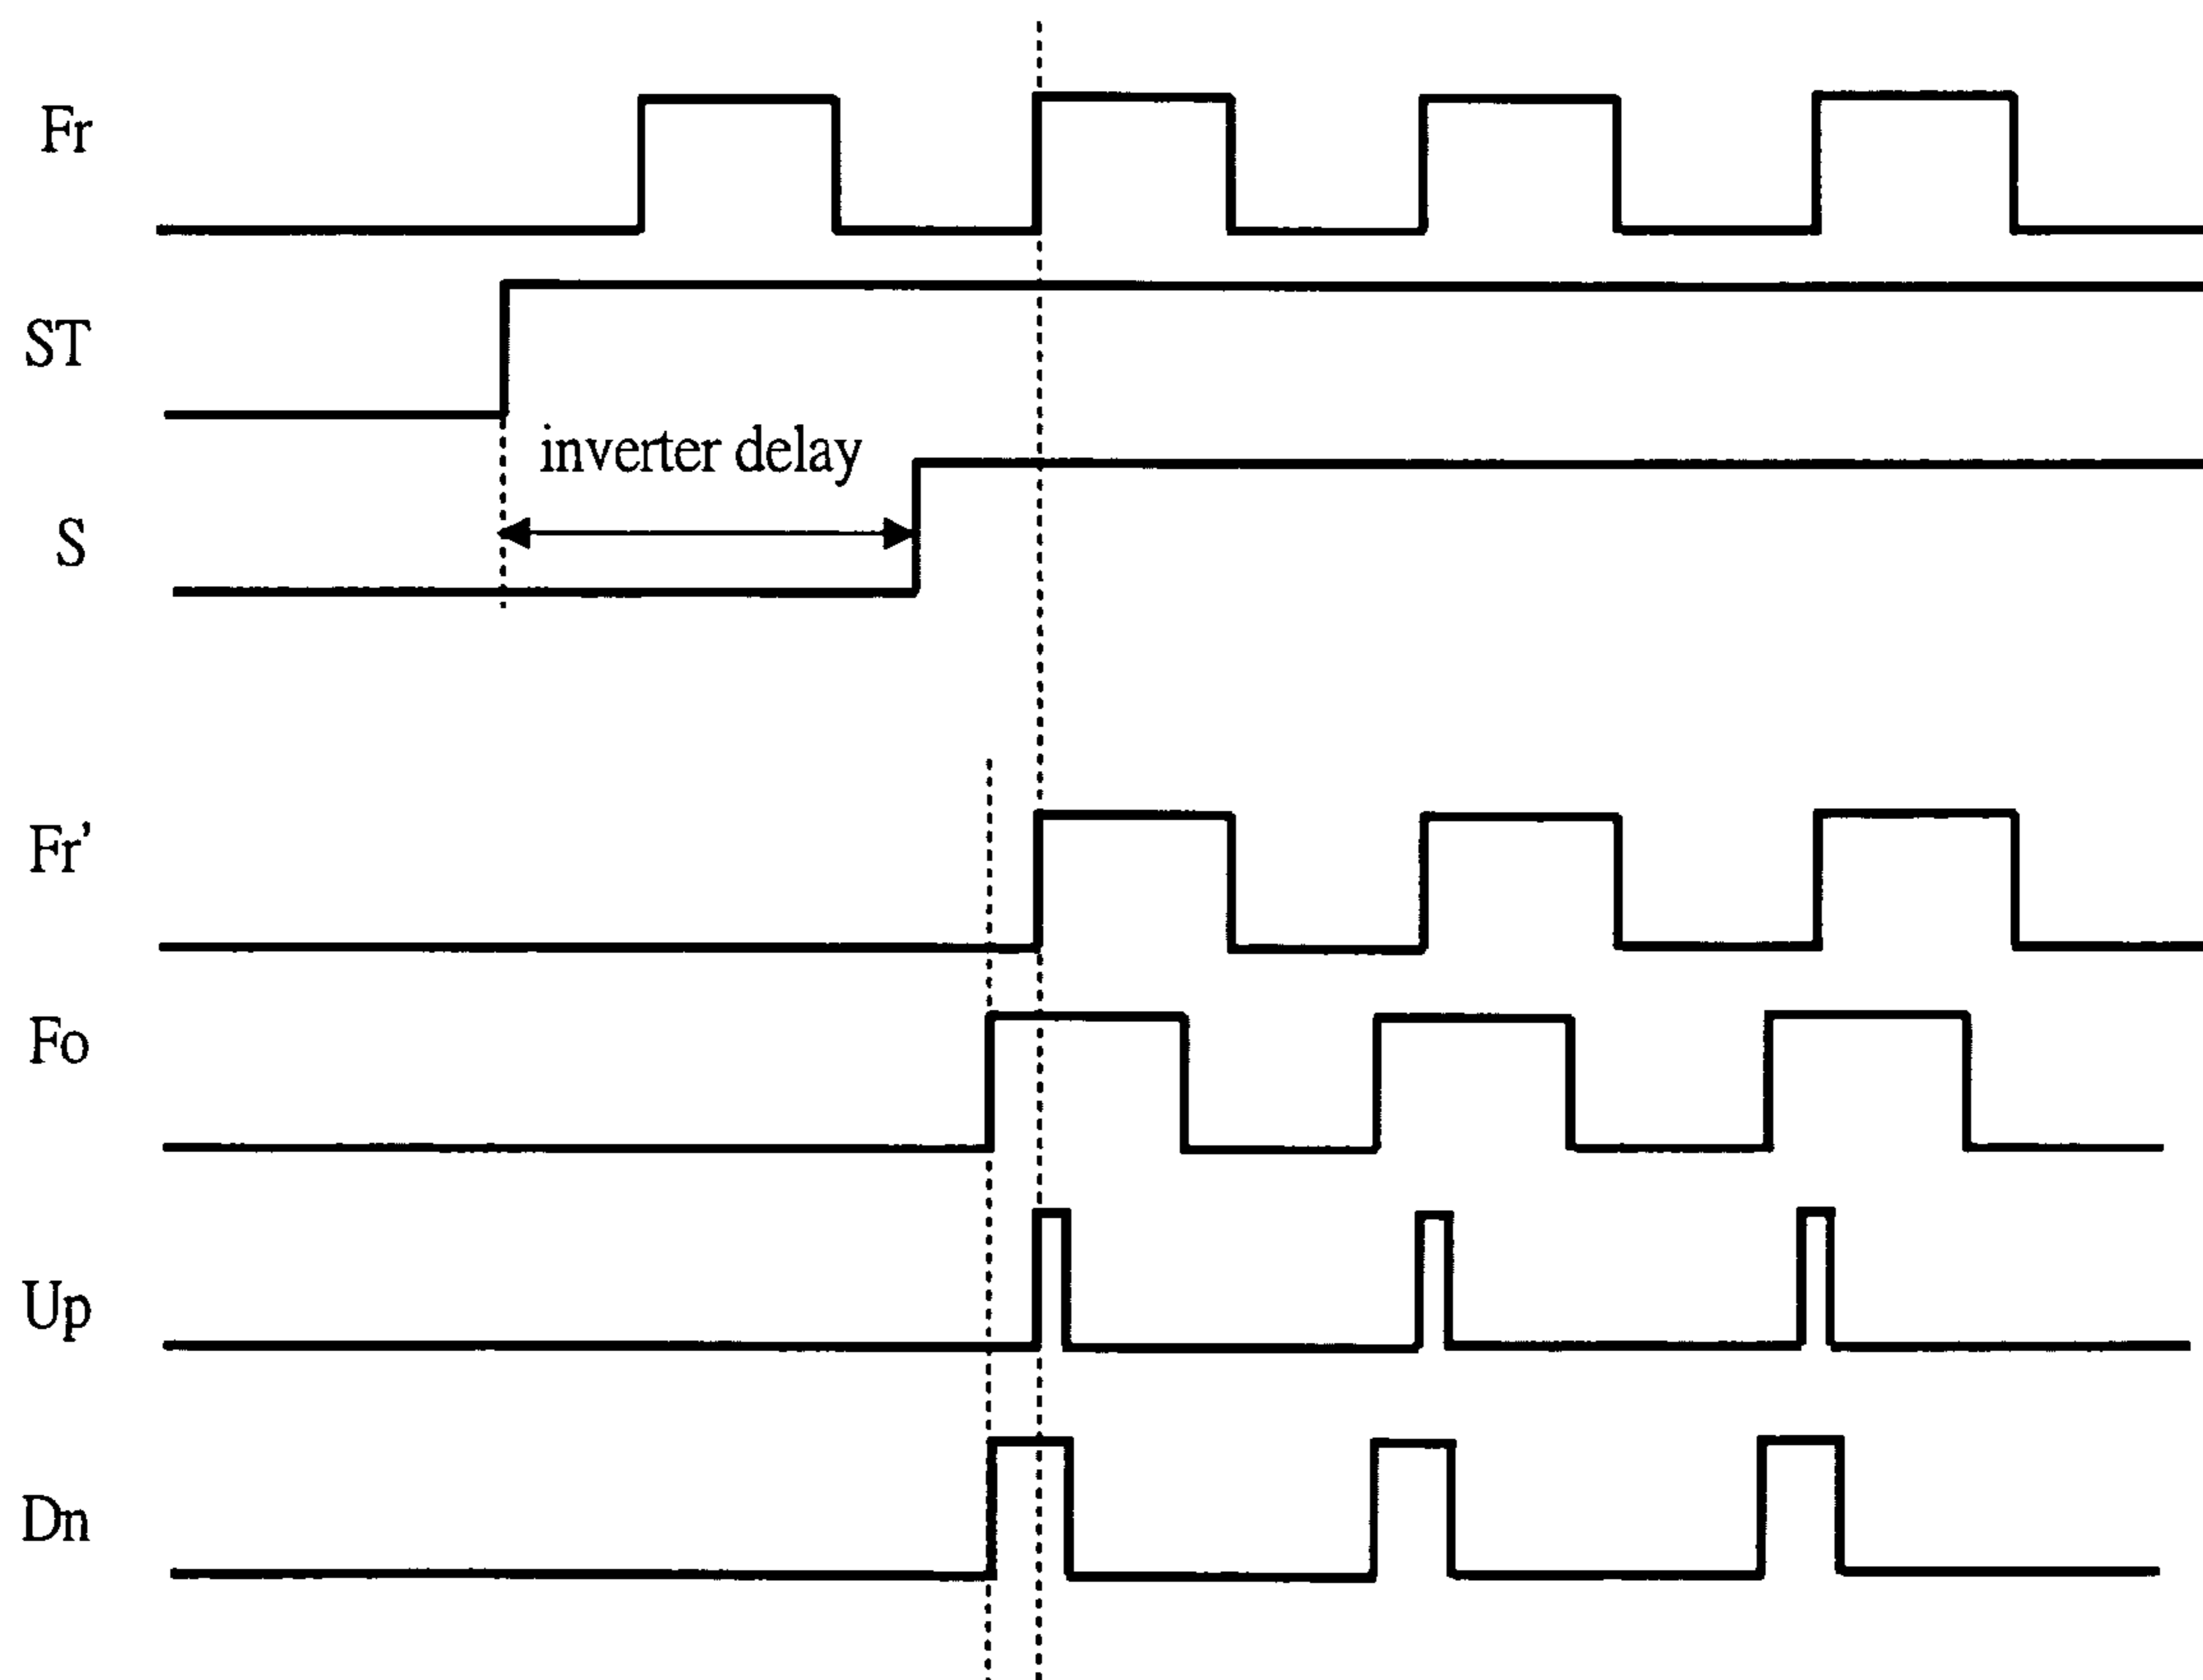 Fr
ST
inverter delay
S
Fr’
Fo
Up
Dn